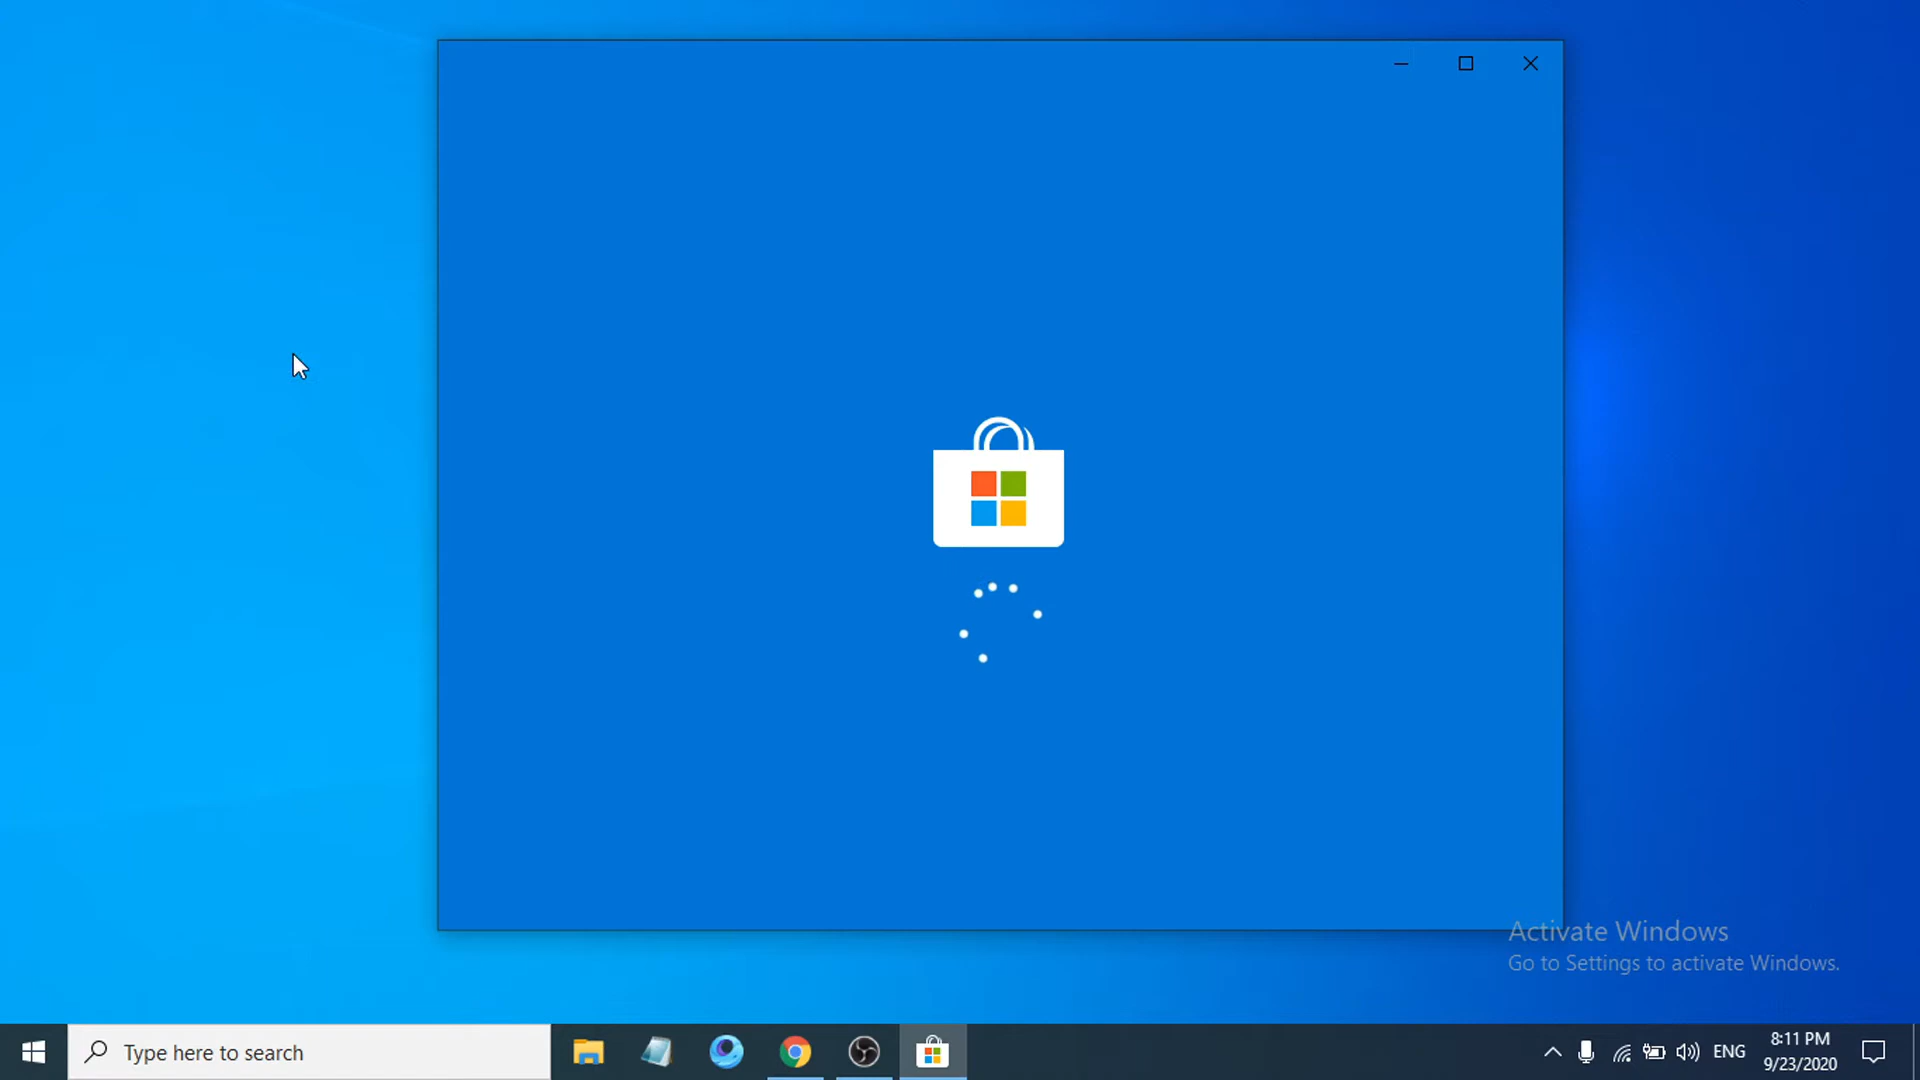 Activate Windows
Go to Settings to activate Windows.
Type here to search
ENG
8:11 PM
9/23/2020